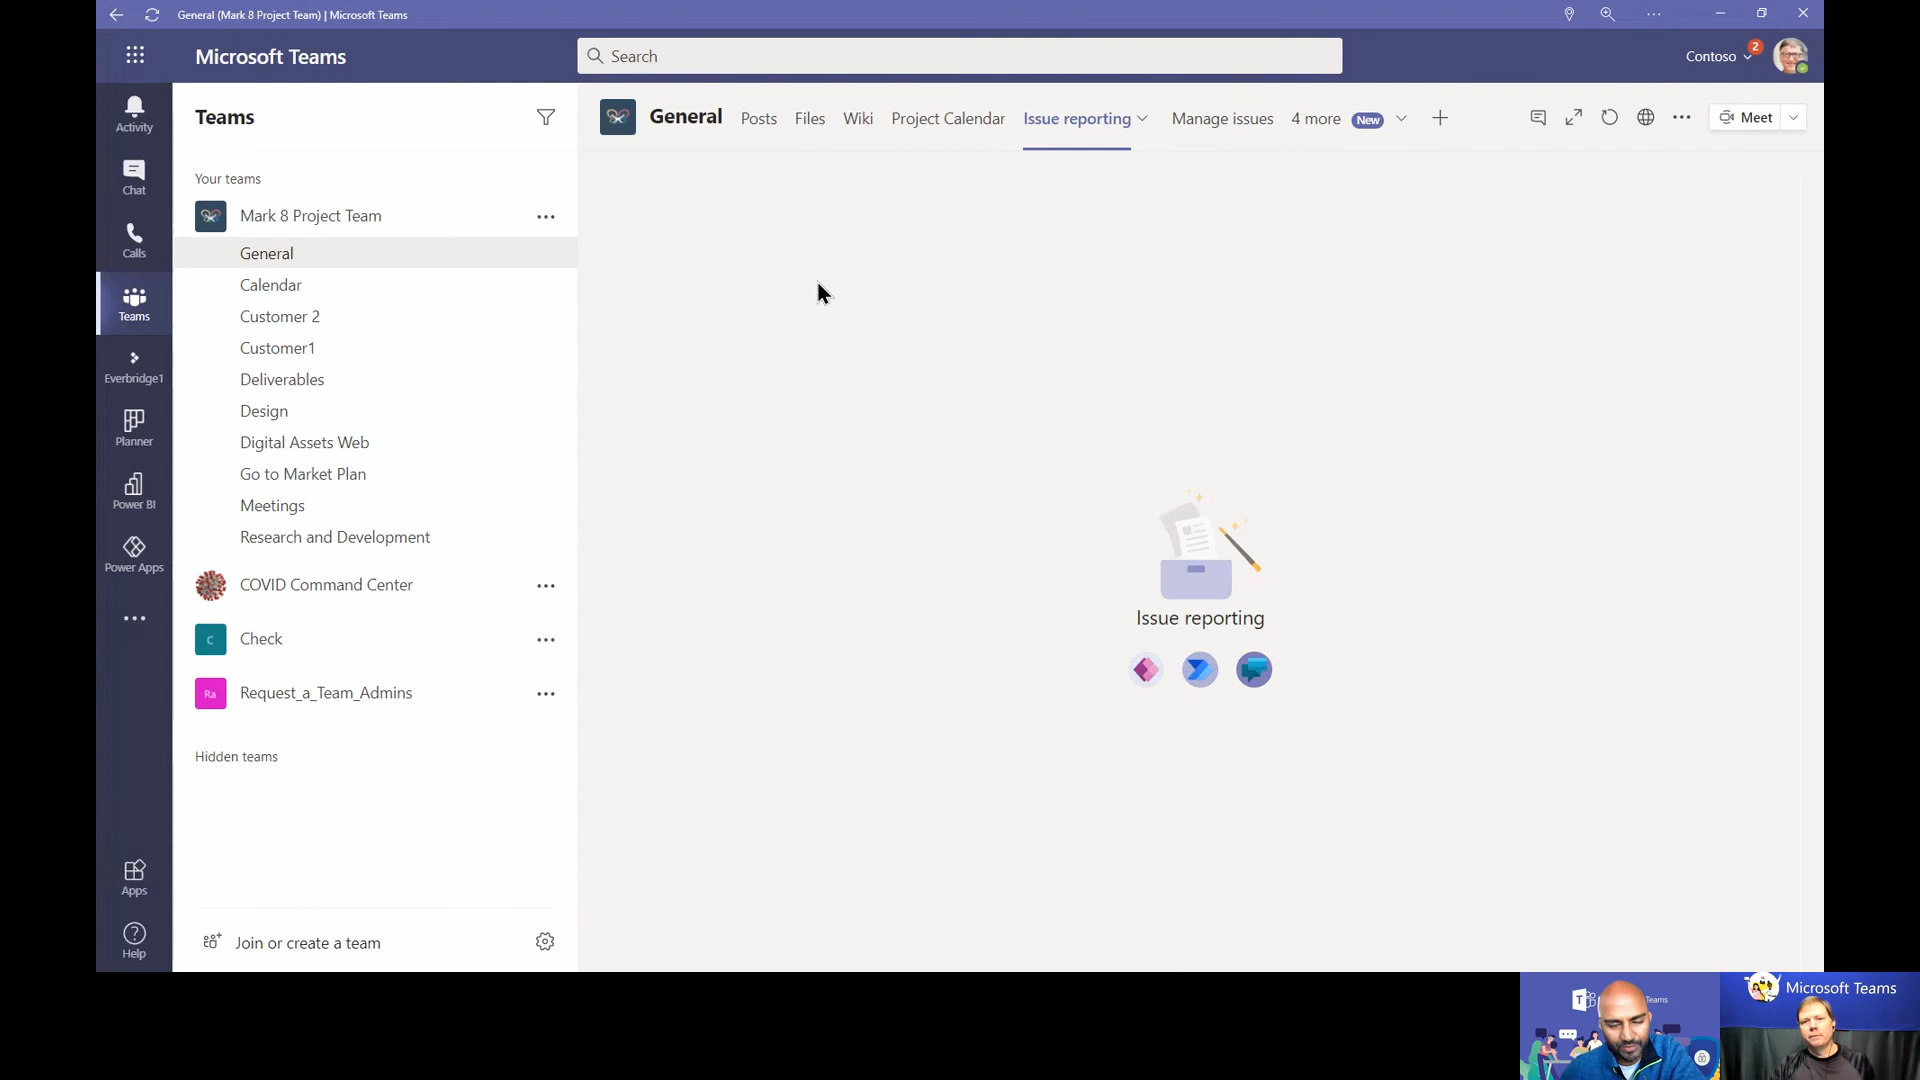 General (Mark 8 Project Team) | Microsoft Teams
Microsoft Teams
Search
Contoso
2
Activity
Chat
Calls
Teams
Everbridge1
Planner
Power BI
Power Apps
Apps
Help
Teams
Your teams
Mark 8 Project Team
General
Calendar
Customer 2
Customer1
Deliverables
Design
Digital Assets Web
Go to Market Plan
Meetings
Research and Development
COVID Command Center
C
Check
Ra
Request_a_Team_Admins
Hidden teams
Join or create a team
General Posts Files Wiki Project Calendar Issue reporting Manage issues 4 more New
Meet
Issue reporting
T
Teams
Microsoft Teams